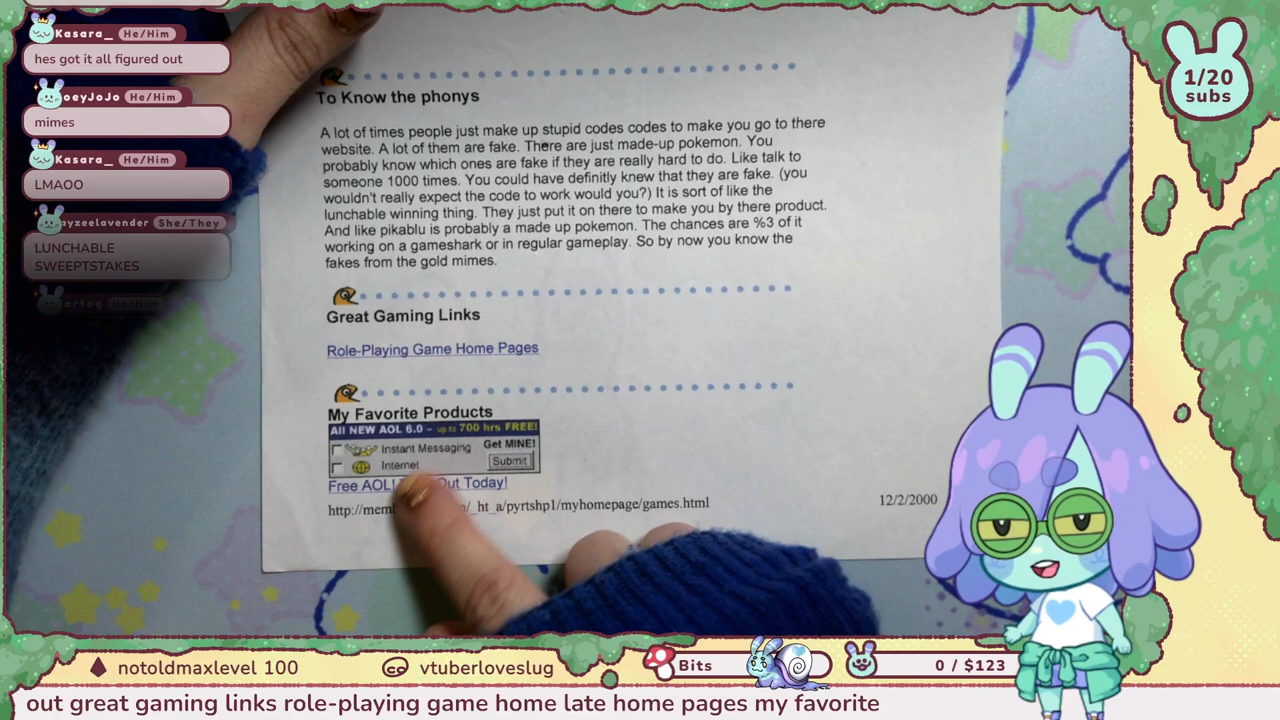 Kasara_ He/Him
hes got it all figured out
oeyJoJo He/Him
mimes
Kasara_ He/Him
LMAOO
ayzeelavender She/They
LUNCHABLE
SWEEPTSTAKES
He/Him
To Know the phonys
A lot of times people just make up stupid codes codes to make you go to there
website. A lot of them are fake. There are just made-up pokemon. You
probably know which ones are fake if they are really hard to do. Like talk to
someone 1000 times. You could have definitly knew that they are fake. (you
wouldn't really expect the code to work would you?) It is sort of like the
lunchable winning thing. They just put it on there to make you by there product.
And like pikablu is probably a made up pokemon. The chances are %3 of it
working on a gameshark or in regular gameplay. So by now you know the
fakes from the gold mimes.
Great Gaming Links
Role-Playing Game Home Pages
My Favorite Products
All NEW AOL 6.0 – up to 700 hrs FREE!
Instant Messaging Get MINE!
Internet Submit
Free AOL Out Today!
http://mem /_ht_a/pyrtshp1/myhomepage/games.html
12/2/2000
1/20
subs
notoldmaxlevel 100
vtuberloveslug
Bits
0 / $123
out great gaming links role-playing game home late home pages my favorite